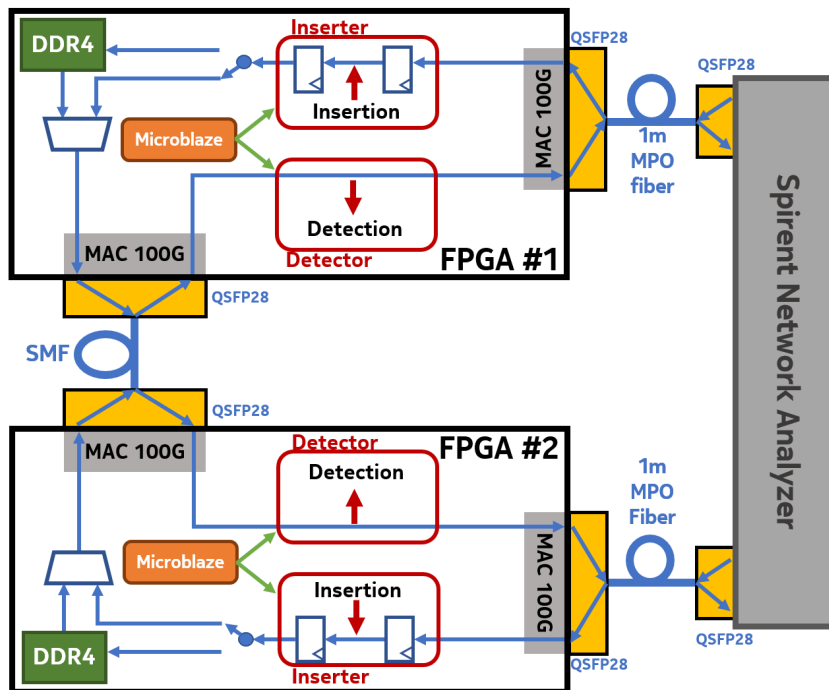 Inserter
QSFP28
DDR4
QSFP28
Insertion
MAC 100G
Microblaze
1m
MPO
fiber
Detection
MAC 100G
Detector
FPGA #1
QSFP28
Spirent Network Analyzer
SMF
QSFP28
Detector
FPGA #2
MAC 100G
Detection
1m
MPO
Fiber
MAC 100G
Microblaze
Insertion
DDR4
QSFP28
QSFP28
Inserter